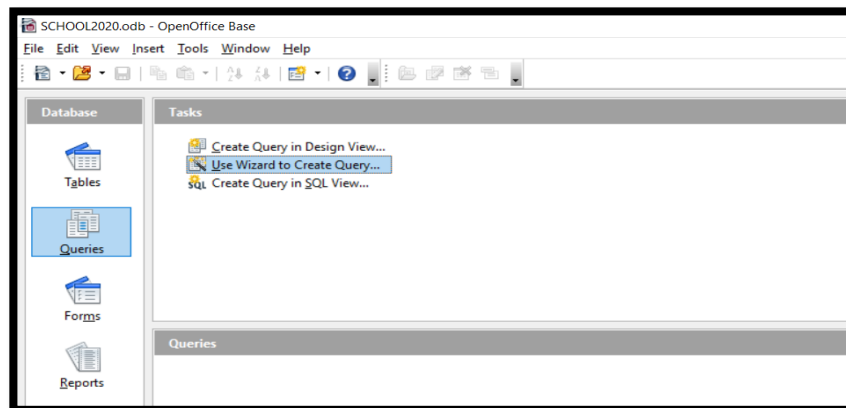 SCHOOL2020.odb - OpenOffice Base
File Edit View Insert Tools Window Help
Database
Tasks
Create Query in Design View...
Use Wizard to Create Query...
SQL Create Query in SQL View...
Tables
Queries
Forms
Reports
Queries